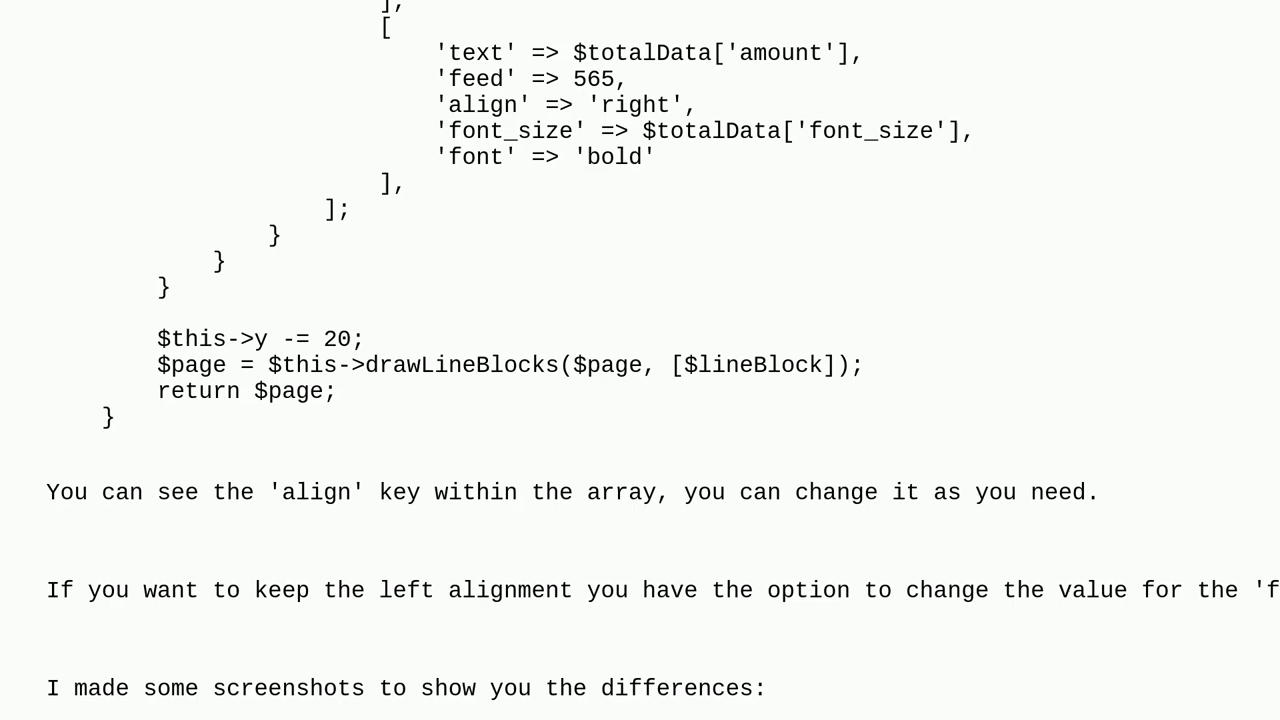 ],
[
'text' => $totalData['amount'],
'feed' => 565,
'align' => 'right',
'font_size' => $totalData['font_size'],
'font' => 'bold'
],
];
}
}
}
$this->y -= 20;
$page = $this->drawLineBlocks($page, [$lineBlock]);
return $page;
}
You can see the 'align' key within the array, you can change it as you need.
If you want to keep the left alignment you have the option to change the value for the 'f
I made some screenshots to show you the differences: